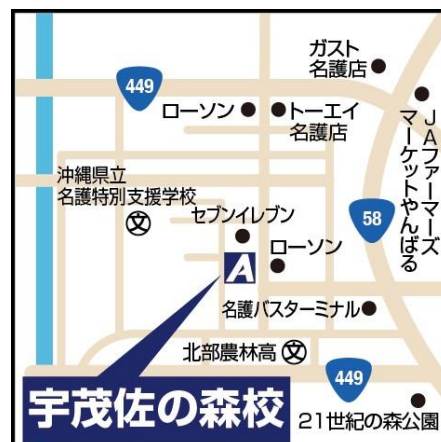 ガスト
名護店
449
ローソン
トーエイ
名護店
JAファーマーズ
マーケットやんばる
沖縄県立
名護特別支援学校
文
セブンイレブン
58
A
ローソン
名護バスターミナル
北部農林高
文
449
宇茂佐の森校
21世紀の森公園